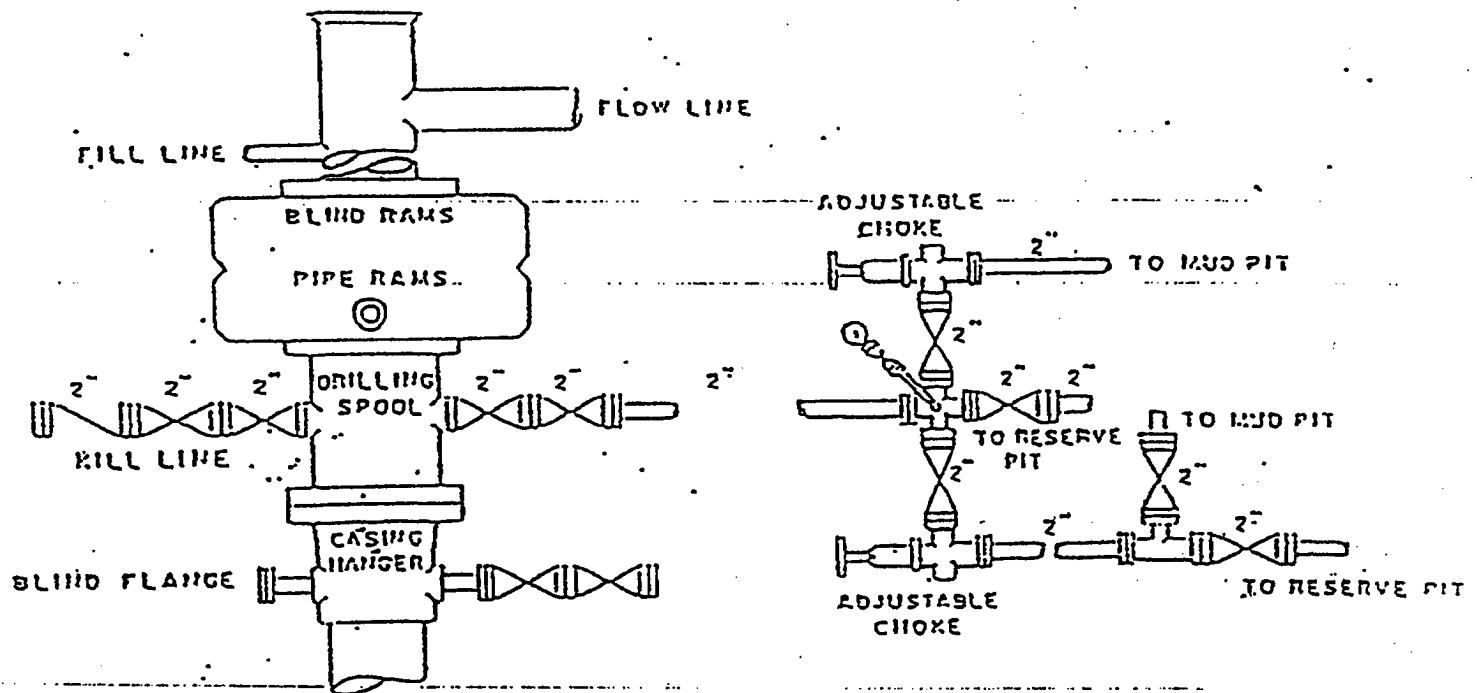 FLOW LINE
FILL LINE
BLIND RAMS
PIPE RAMS
ADJUSTABLE
CHOKE
2"
TO MUD PIT
2"
2" 2" 2"
DRILLING
SPOOL
2" 2"
2"
2" 2"
KILL LINE
TO RESERVE
PIT
TO MUD PIT
2"
2"
CASING
HANGER
2"
2"
BLIND FLANGE
TO RESERVE PIT
ADJUSTABLE
CHOKE